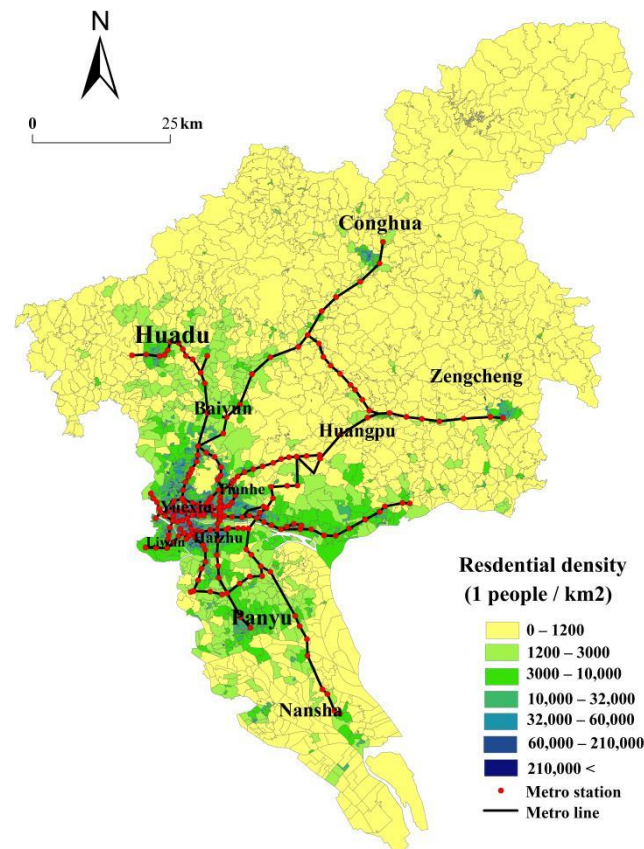 N
0 25 km
Conghua
Huadu
Zengcheng
Baiyun
Huangpu
Tianhe
Yuexiu
Liwan
Haizhu
Panyu
Nansha
Resdential density
(1 people / km2)
0 – 1200
1200 – 3000
3000 – 10,000
10,000 – 32,000
32,000 – 60,000
60,000 – 210,000
210,000 <
Metro station
Metro line